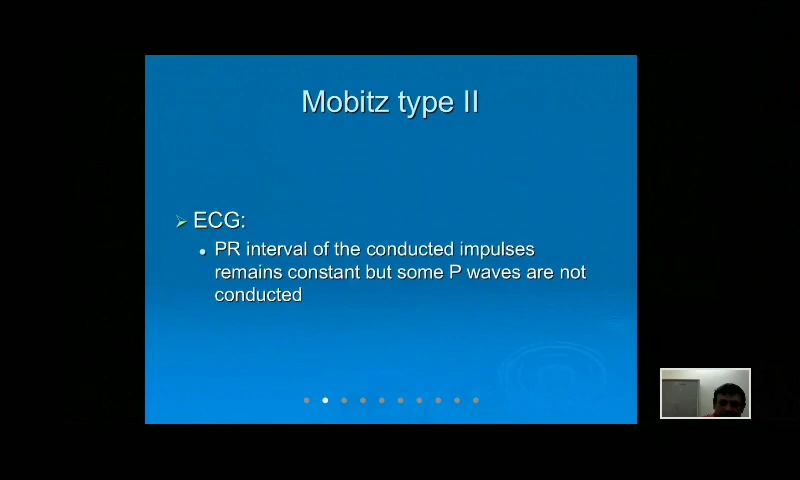 Mobitz type II
ECG:
PR interval of the conducted impulses
remains constant but some P waves are not
conducted